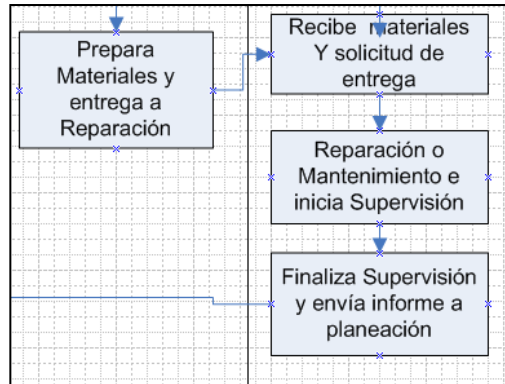 Prepara
Materiales y
entrega a
Reparación
Recibe materiales
Y solicitud de
entrega
Reparación o
Mantenimiento e
inicia Supervisión
Finaliza Supervisión
y envía informe a
planeación